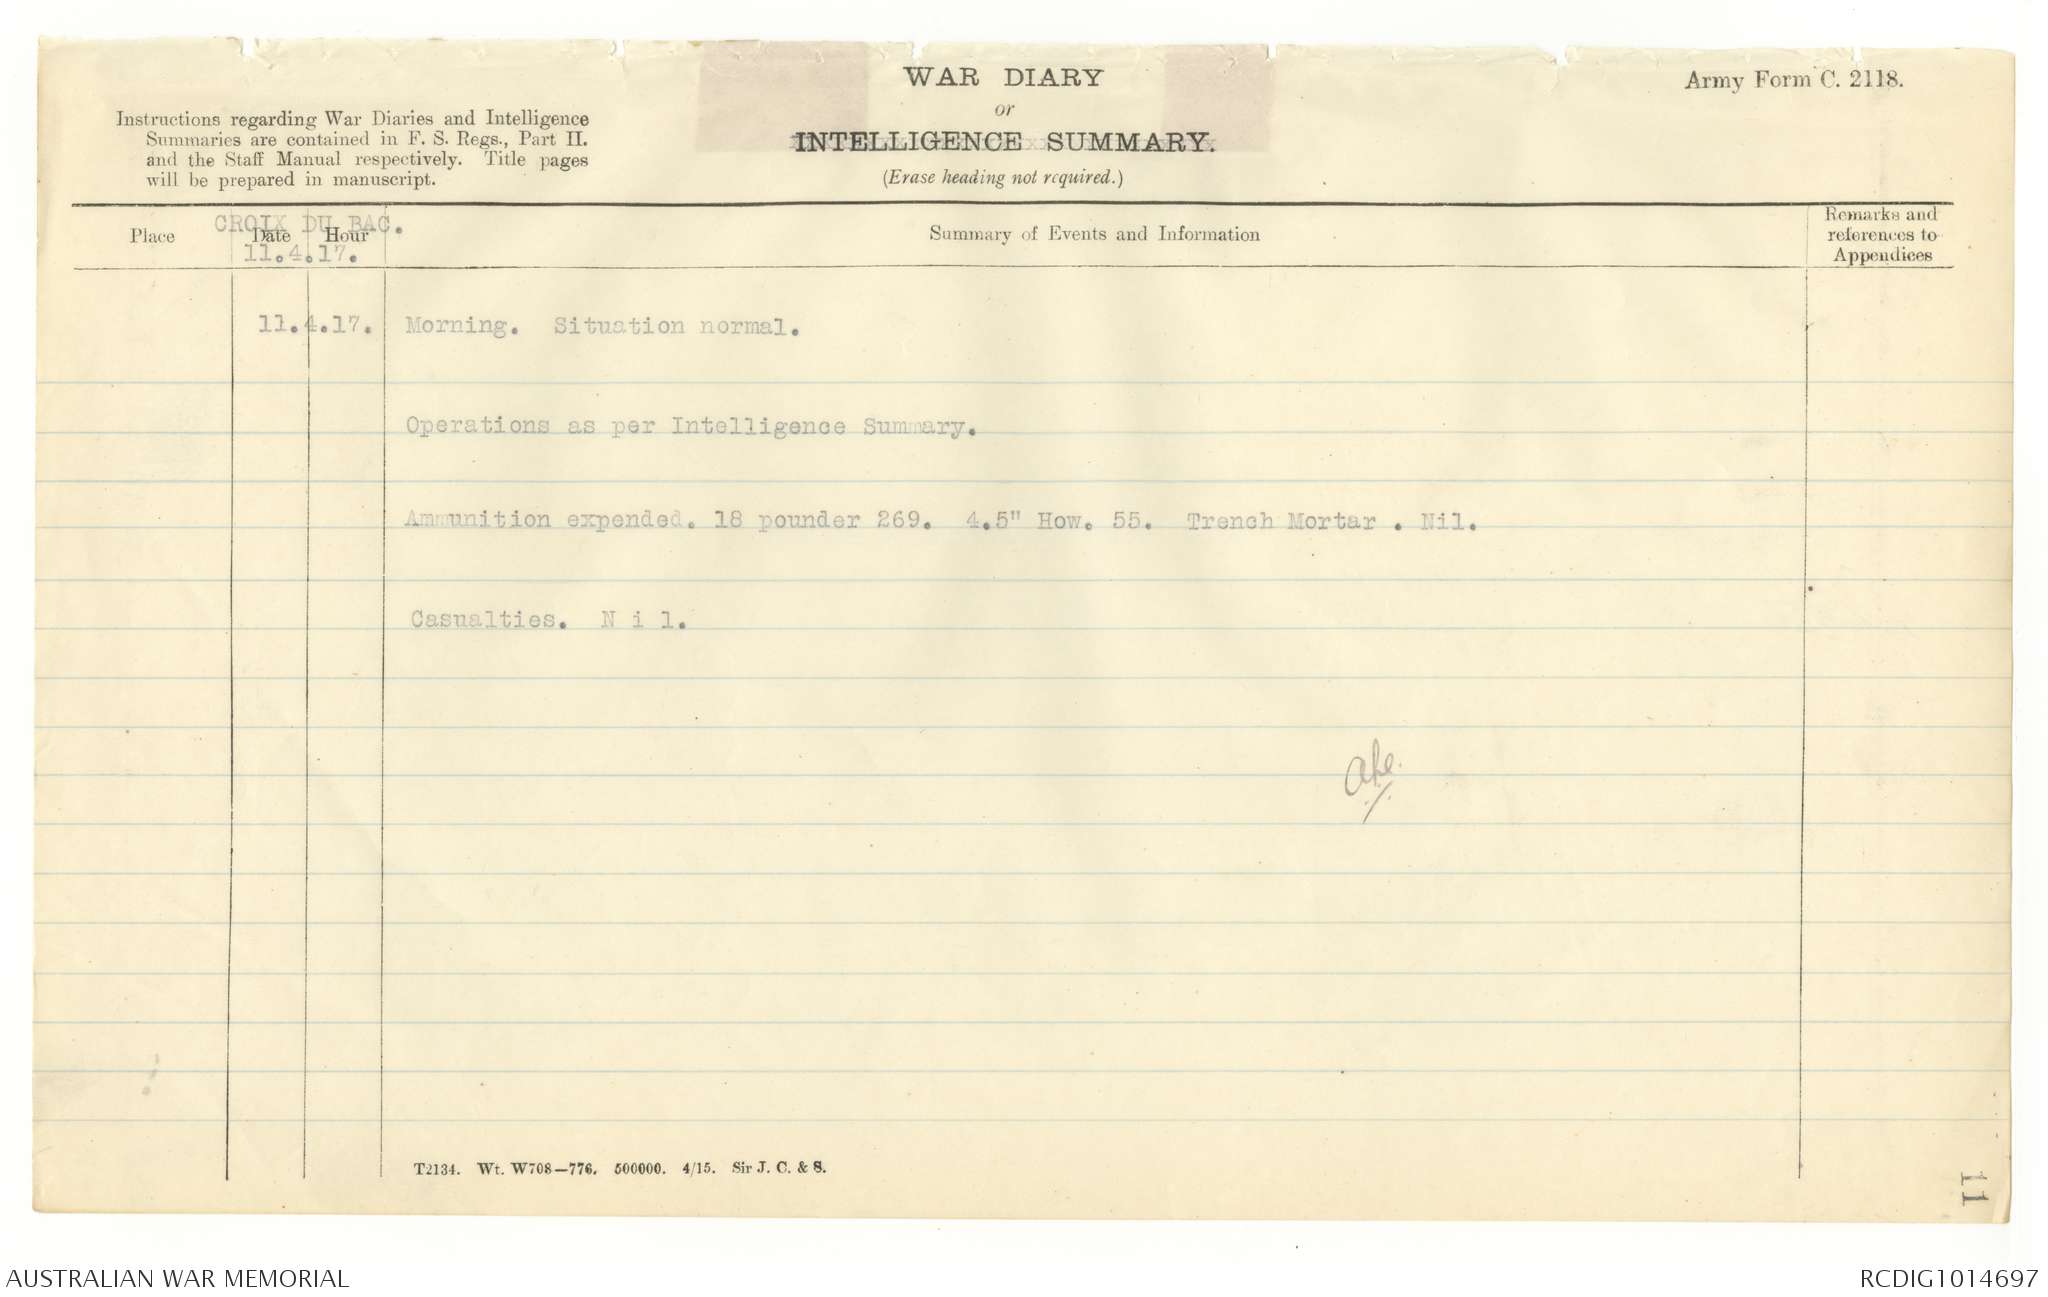 WAR DIARY
or
INTELLIGENCE SUMMARY.
(Erase heading not required.)
Army Form C. 2118.
Instructions regarding War Diaries and Intelligence
Summaries are contained in F. S. Regs., Part II.
and the Staff Manual respectively. Title pages
will be prepared in manuscript.
CROIX DU BAC.
Place
Date
Hour
11.4.17.
Summary of Events and Information
Remarks and
references to
Appendices
11.4.17. Morning. Situation normal.
Operations as per Intelligence Summary.
Ammunition expended. 18 pounder 269. 4.5" How. 55. Trench Mortar . Nil.
Casualties. N i l.
T2134. Wt. W708—776. 500000. 4/15. Sir J. C. & S.
11
AUSTRALIAN WAR MEMORIAL
RCDIG1014697